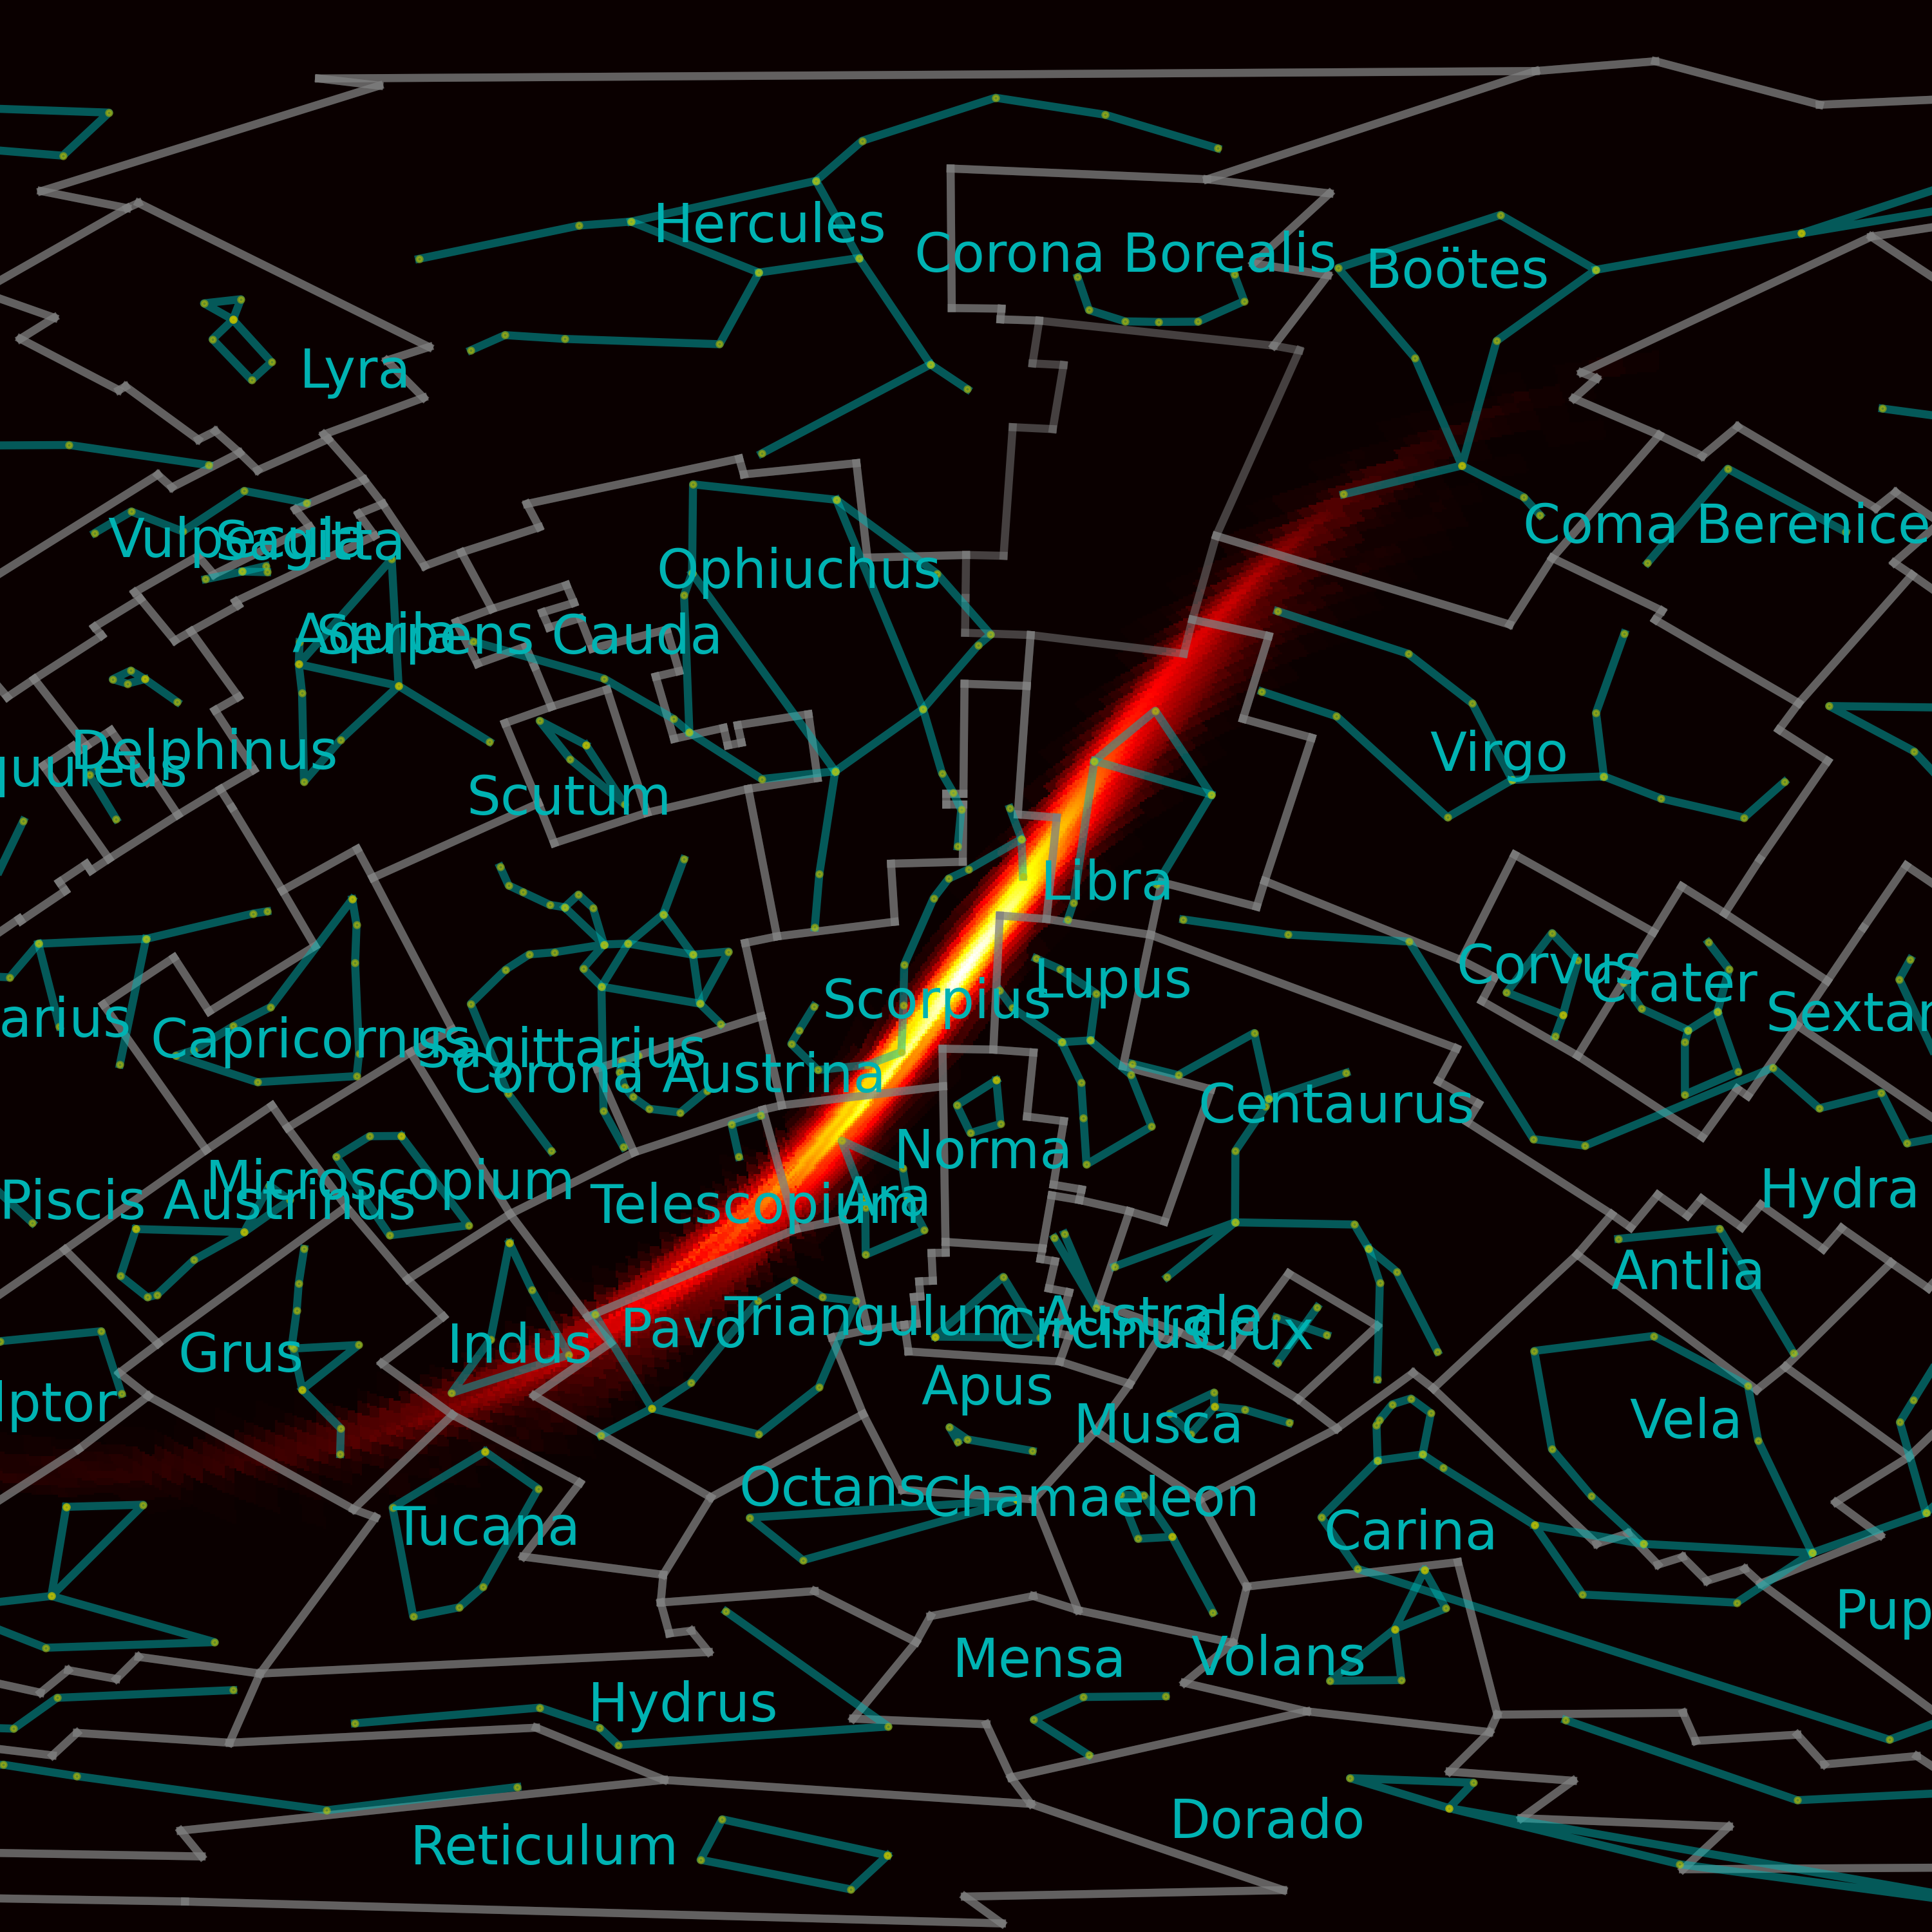 Hercules
Corona Borealis
Boötes
Lyra
Coma Berenice
Vulpecula
Sagitta
Ophiuchus
Aquila
Serpens Cauda
Delphinus
quuleus
Virgo
Scutum
Libra
Corvus
Crater
Lupus
Scorpius
Sextan
arius
Capricornus
Sagittarius
Corona Austrina
Centaurus
Norma
Microscopium
Piscis Austrinus
Telescopium
Ara
Hydra
Antlia
Triangulum Australe
Circinus
Crux
Pavo
Indus
Grus
Apus
lptor
Musca
Vela
Octans
Chamaeleon
Tucana
Carina
Pup
Mensa
Volans
Hydrus
Dorado
Reticulum